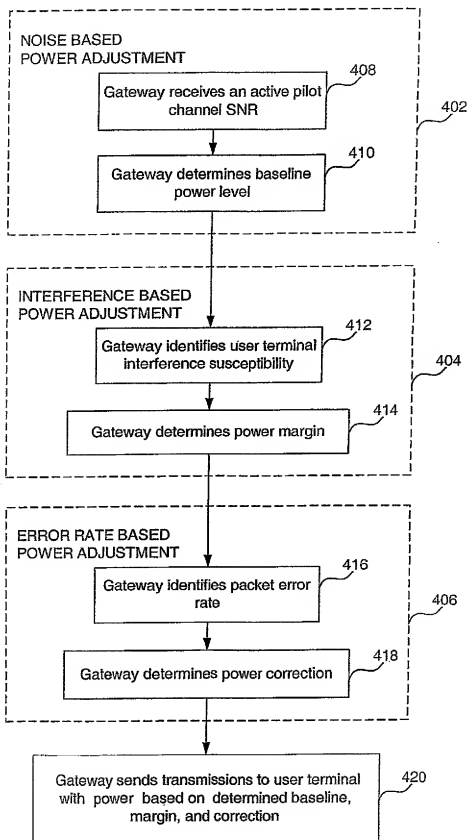 NOISE BASED
POWER ADJUSTMENT
408
Gateway receives an active pilot
channel SNR
402
410
Gateway determines baseline
power level
INTERFERENCE BASED
POWER ADJUSTMENT
412
Gateway identifies user terminal
interference susceptibility
404
414
Gateway determines power margin
ERROR RATE BASED
POWER ADJUSTMENT
416
Gateway identifies packet error
rate
406
418
Gateway determines power correction
420
Gateway sends transmissions to user terminal
with power based on determined baseline,
margin, and correction